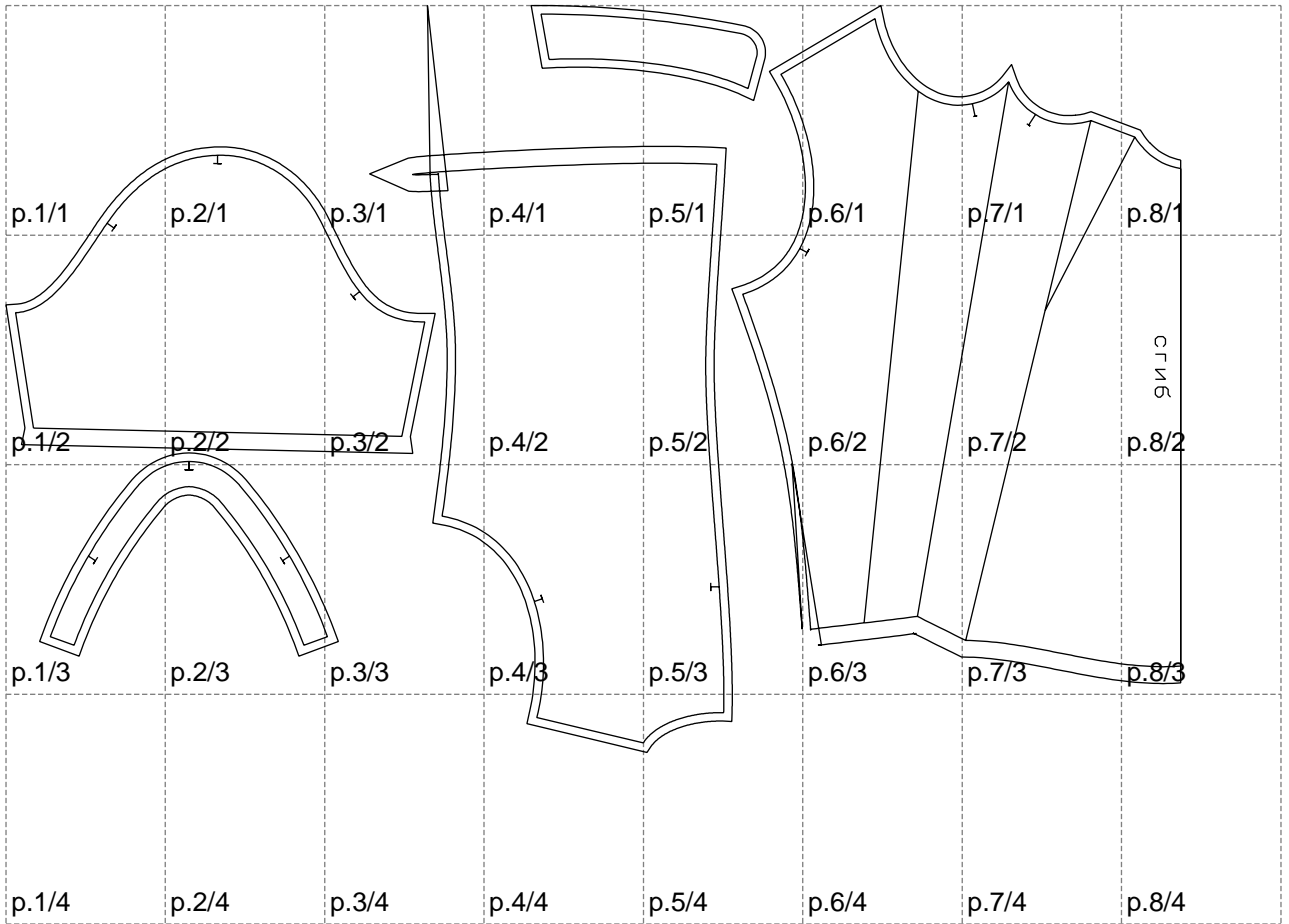 p.1/1 p.2/1 p.3/1 p.4/1 p.5/1 p.6/1 p.7/1 p.8/1
сгиб
p.1/2 p.2/2 p.3/2 p.4/2 p.5/2 p.6/2 p.7/2 p.8/2
p.1/3 p.2/3 p.3/3 p.4/3 p.5/3 p.6/3 p.7/3 p.8/3
p.1/4 p.2/4 p.3/4 p.4/4 p.5/4 p.6/4 p.7/4 p.8/4